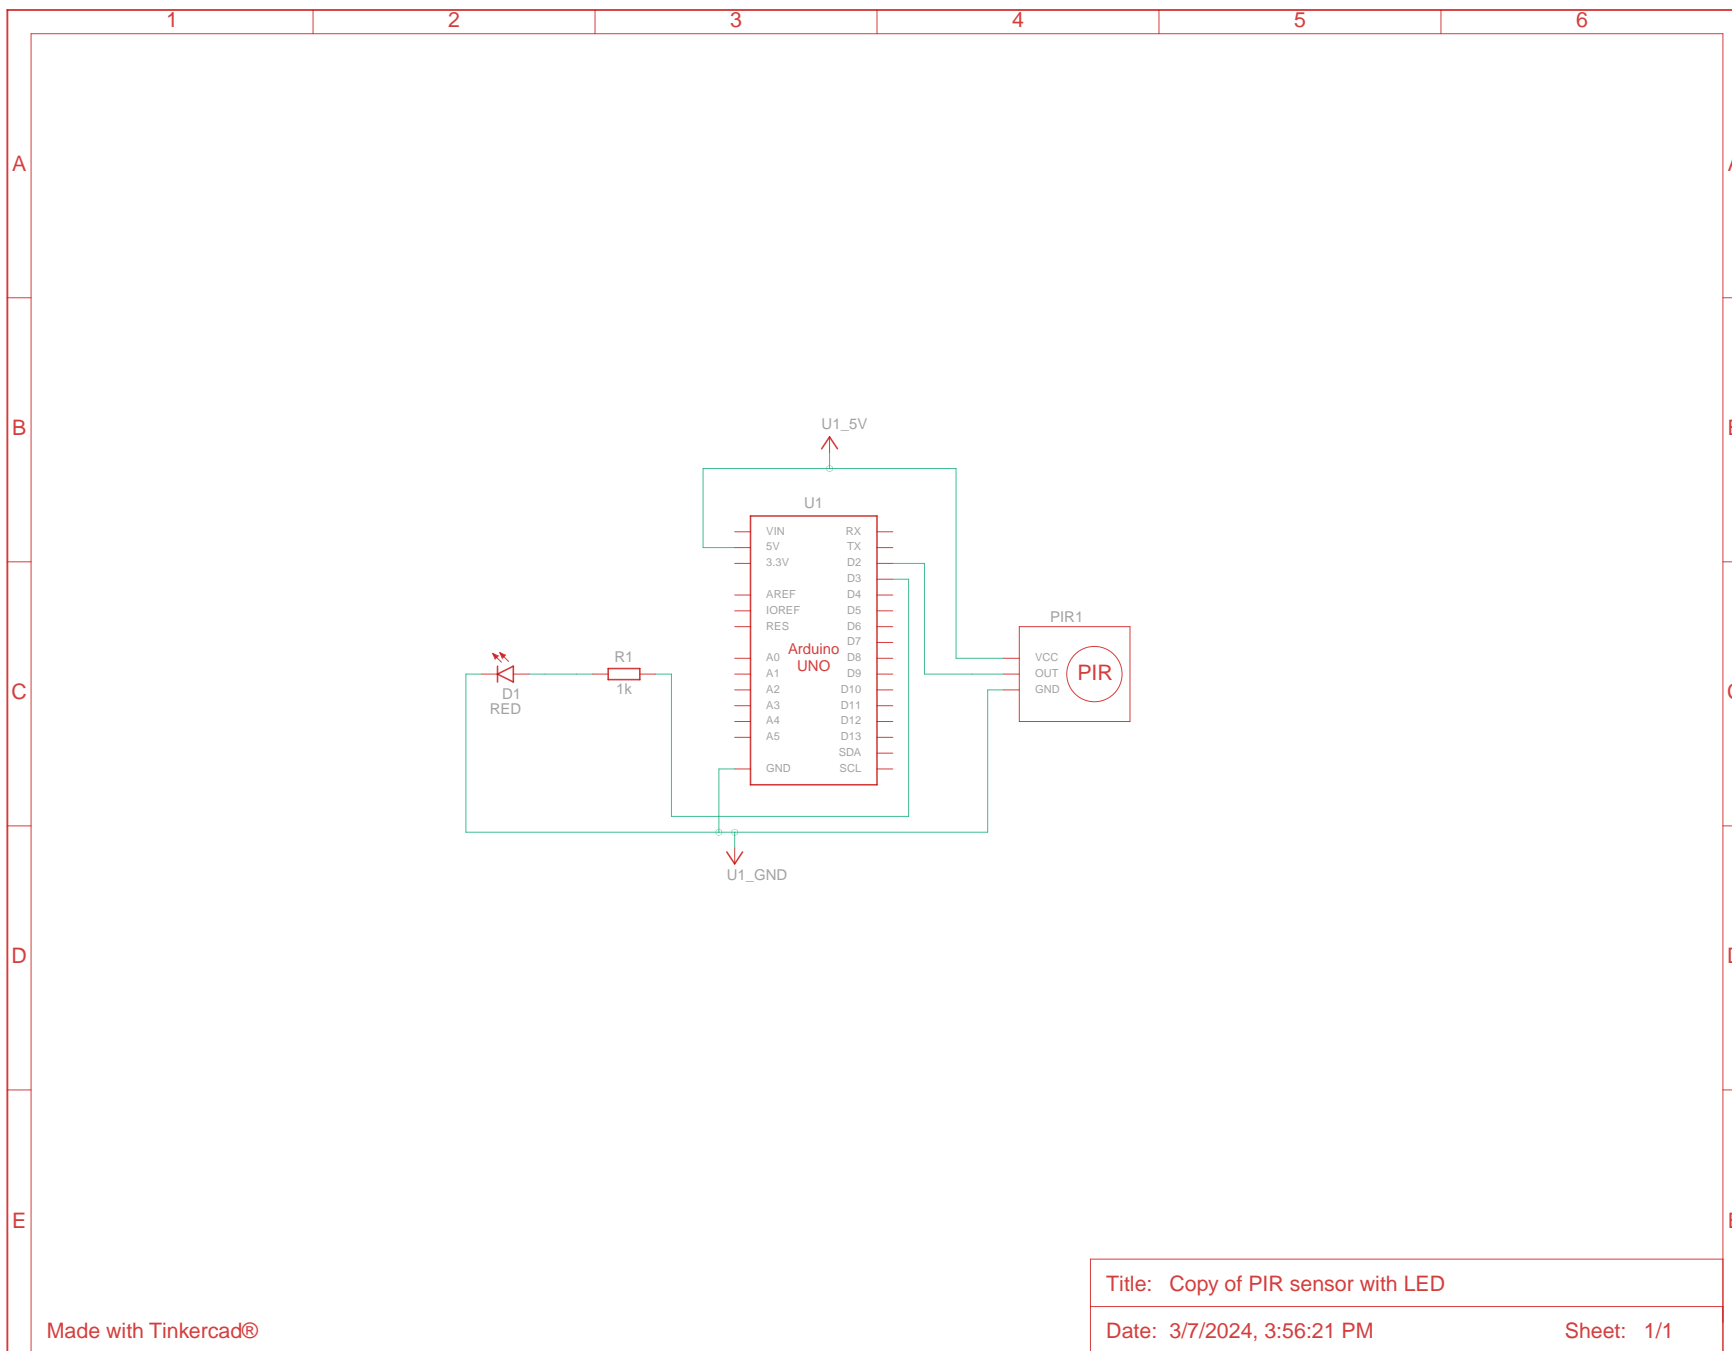 1 2 3 4 5 6
A A
B B
U1_5V
U1
VIN RX
5V TX
3.3V D2
D3
AREF D4
IOREF D5
RES D6
D7
Arduino
UNO
A0 D8
A1 D9
A2 D10
A3 D11
A4 D12
A5 D13
SDA
GND SCL
PIR1
VCC
OUT
GND
PIR
R1
1k
D1
RED
C C
U1_GND
D D
E E
Title: Copy of PIR sensor with LED
Made with Tinkercad®
Date: 3/7/2024, 3:56:21 PM Sheet: 1/1